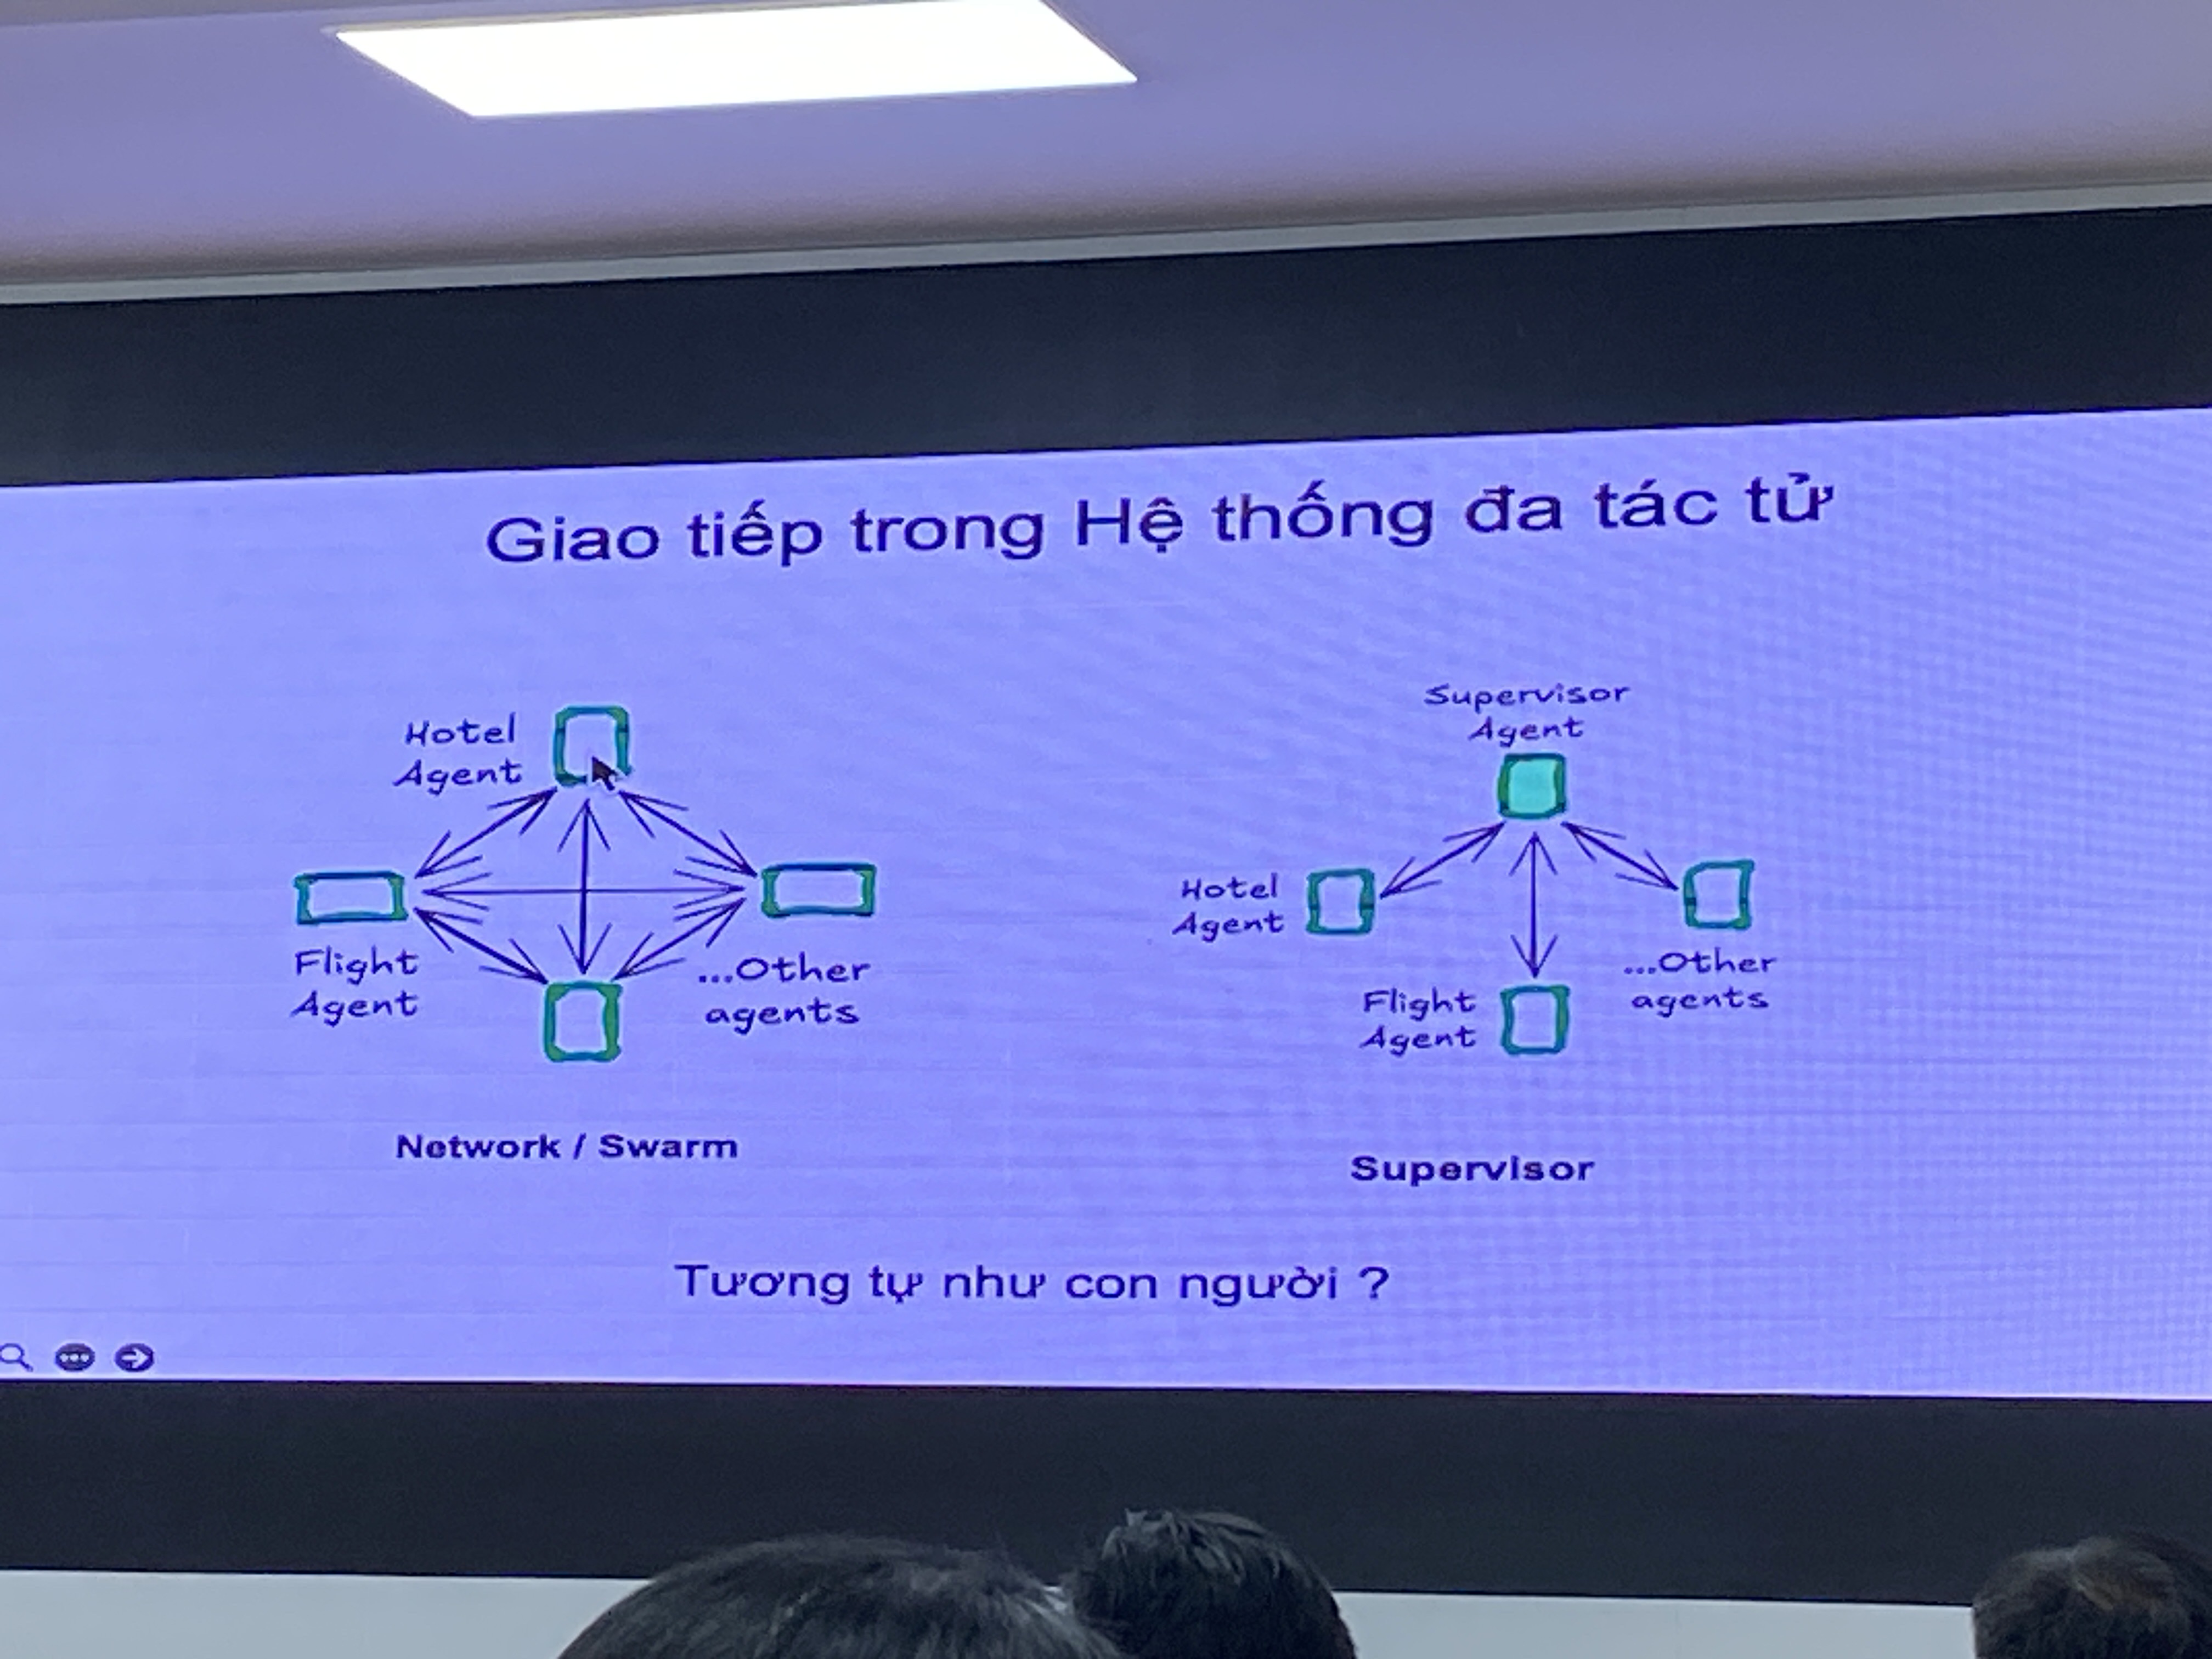 Giao tiếp trong Hệ thống đa tác tử
Hotel
Agent
Flight
Agent
...Other
agents
Network / Swarm
Supervisor
Agent
Hotel
Agent
Flight
Agent
...Other
agents
Supervisor
Tương tự như con người ?